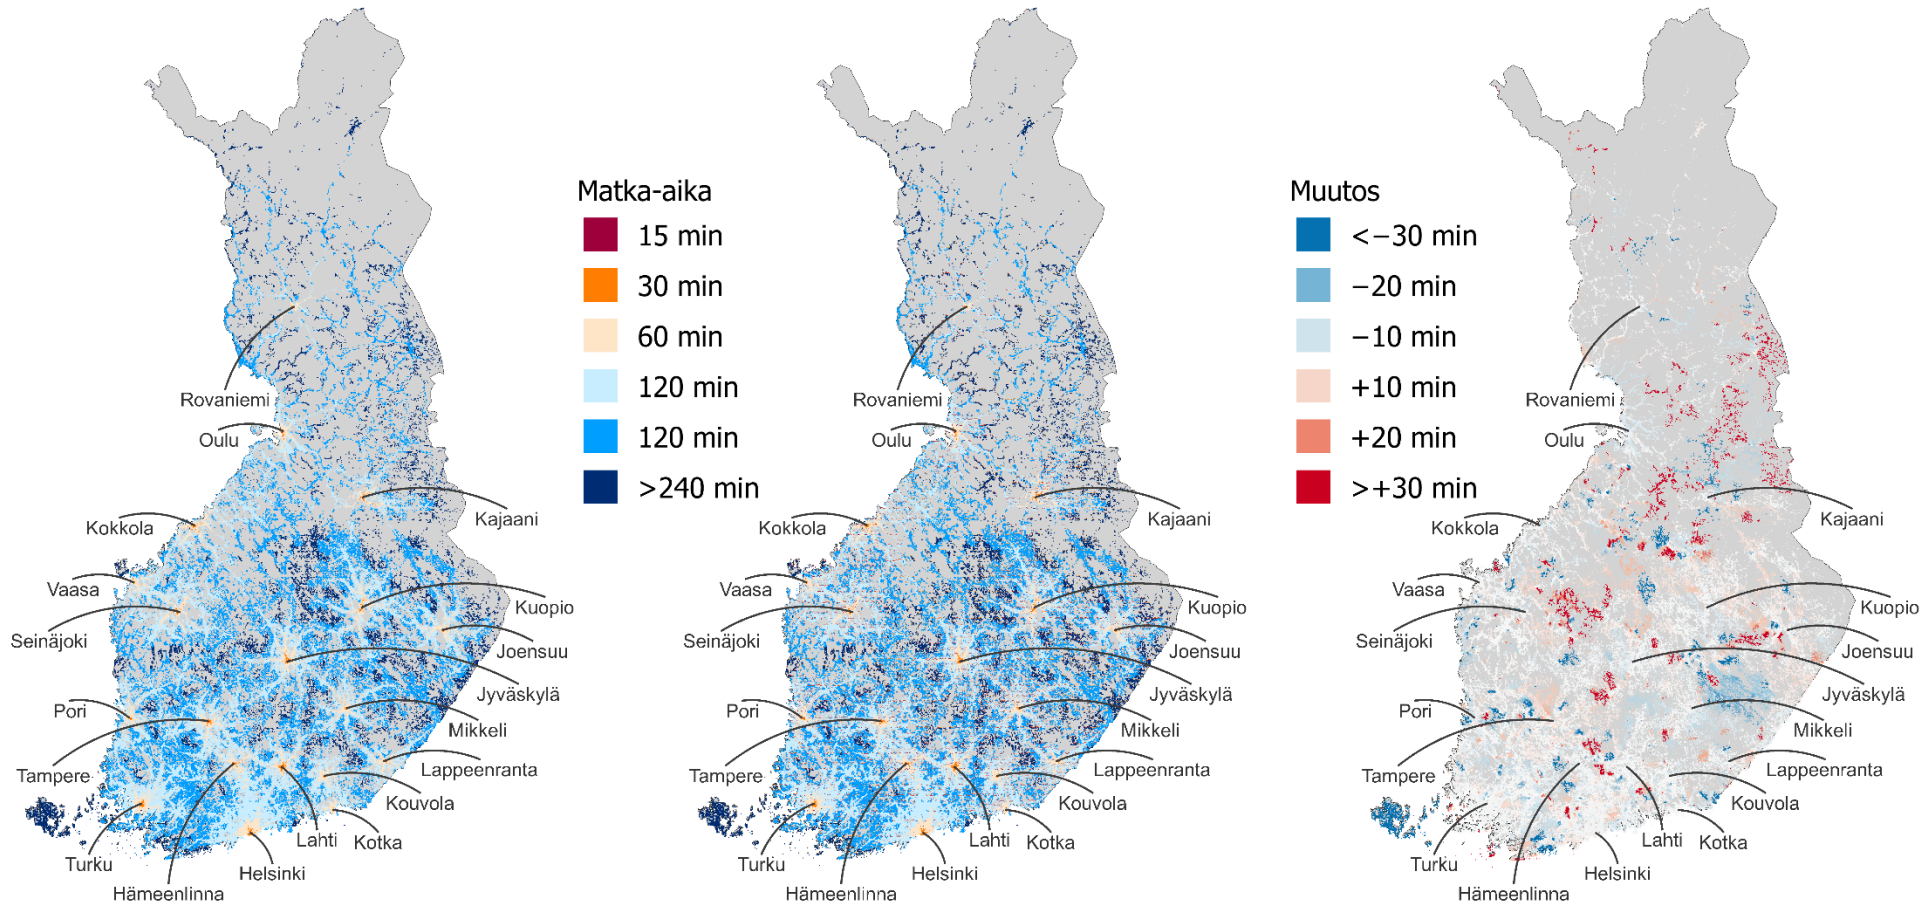 Rovaniemi
Oulu
Kokkola
Kajaani
Vaasa
Kuopio
Seinäjoki
Joensuu
Jyväskylä
Pori
Mikkeli
Tampere
Lappeenranta
Kouvola
Lahti
Kotka
Turku
Helsinki
Hämeenlinna
Matka-aika
15 min
30 min
60 min
120 min
120 min
>240 min
Rovaniemi
Oulu
Kokkola
Kajaani
Vaasa
Kuopio
Seinäjoki
Joensuu
Jyväskylä
Pori
Mikkeli
Tampere
Lappeenranta
Kouvola
Lahti
Kotka
Turku
Helsinki
Hämeenlinna
Muutos
<−30 min
−20 min
−10 min
+10 min
+20 min
>+30 min
Rovaniemi
Oulu
Kokkola
Kajaani
Vaasa
Kuopio
Seinäjoki
Joensuu
Jyväskylä
Pori
Mikkeli
Tampere
Lappeenranta
Kouvola
Lahti
Kotka
Turku
Helsinki
Hämeenlinna